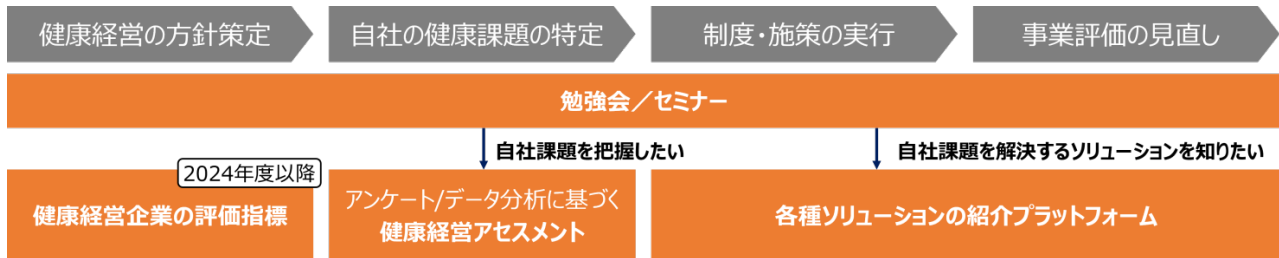 健康経営の方針策定
自社の健康課題の特定
制度・施策の実行
事業評価の見直し
勉強会／セミナー
自社課題を把握したい
自社課題を解決するソリューションを知りたい
2024年度以降
健康経営企業の評価指標
アンケート/データ分析に基づく
健康経営アセスメント
各種ソリューションの紹介プラットフォーム